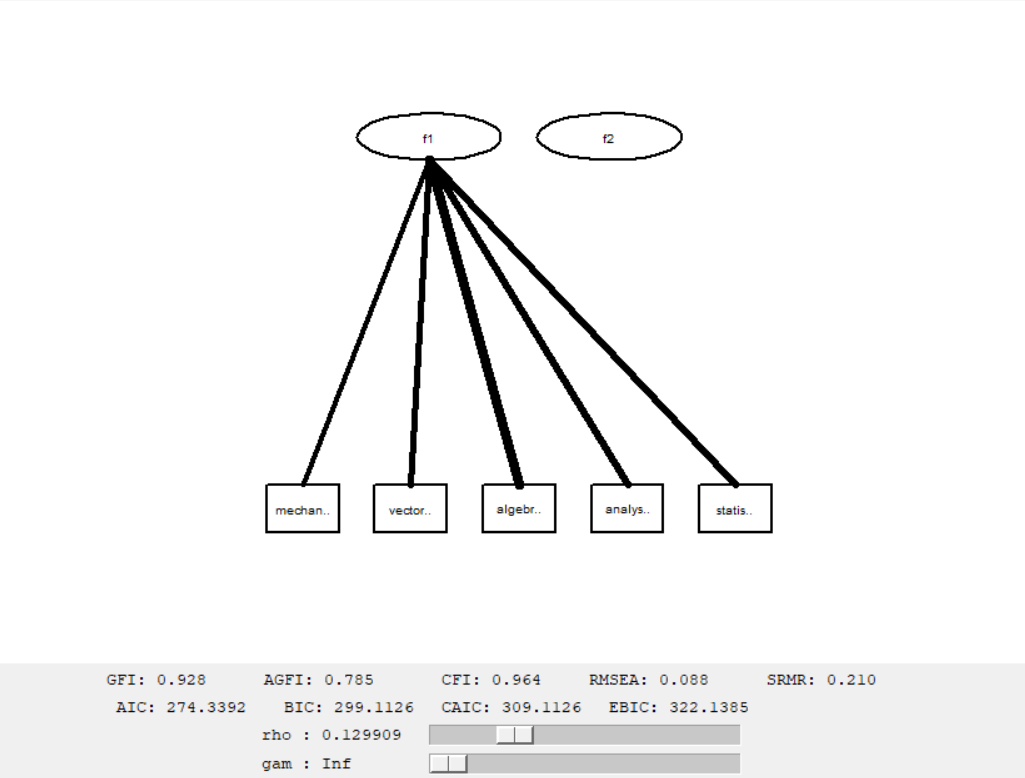 f1 f2
mechan.. vector.. algebr.. analys.. statis..
GFI: 0.928 AGFI: 0.785 CFI: 0.964 RMSEA: 0.088 SRMR: 0.210
AIC: 274.3392 BIC: 299.1126 CAIC: 309.1126 EBIC: 322.1385
rho : 0.129909
gam : Inf